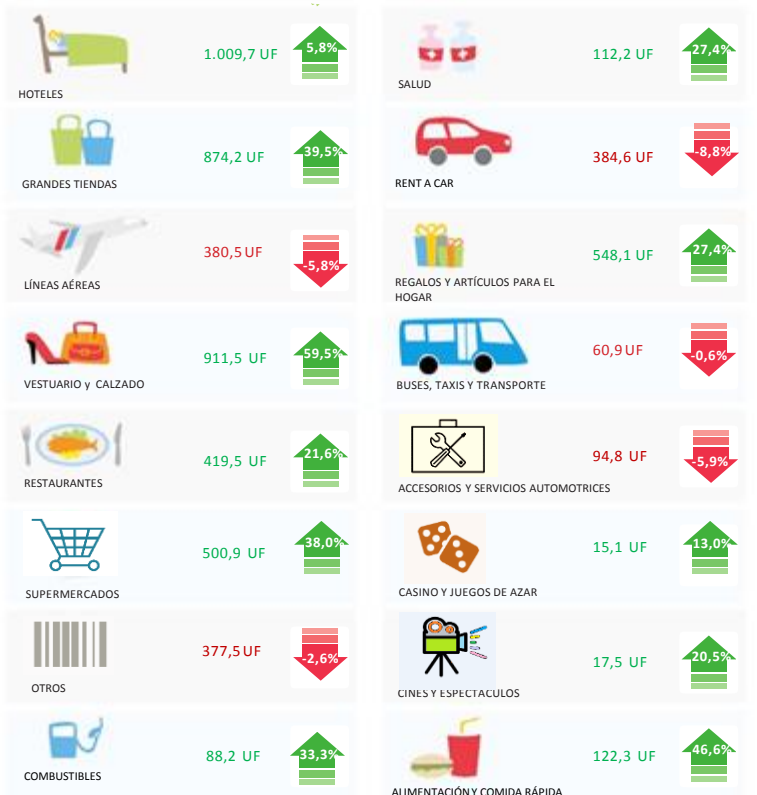 1.009,7 UF
5,8%
HOTELES
112,2 UF
27,4%
SALUD
874,2 UF
39,5%
GRANDES TIENDAS
384,6 UF
-8,8%
RENT A CAR
380,5 UF
-5,8%
LÍNEAS AÉREAS
548,1 UF
27,4%
REGALOS Y ARTÍCULOS PARA EL
HOGAR
911,5 UF
59,5%
VESTUARIO y CALZADO
60,9 UF
-0,6%
BUSES, TAXIS Y TRANSPORTE
419,5 UF
21,6%
RESTAURANTES
94,8 UF
-5,9%
ACCESORIOS Y SERVICIOS AUTOMOTRICES
500,9 UF
38,0%
SUPERMERCADOS
15,1 UF
13,0%
CASINO Y JUEGOS DE AZAR
377,5 UF
-2,6%
OTROS
17,5 UF
20,5%
CINES Y ESPECTACULOS
88,2 UF
33,3%
COMBUSTIBLES
122,3 UF
46,6%
ALIMENTACIÓN Y COMIDA RÁPIDA